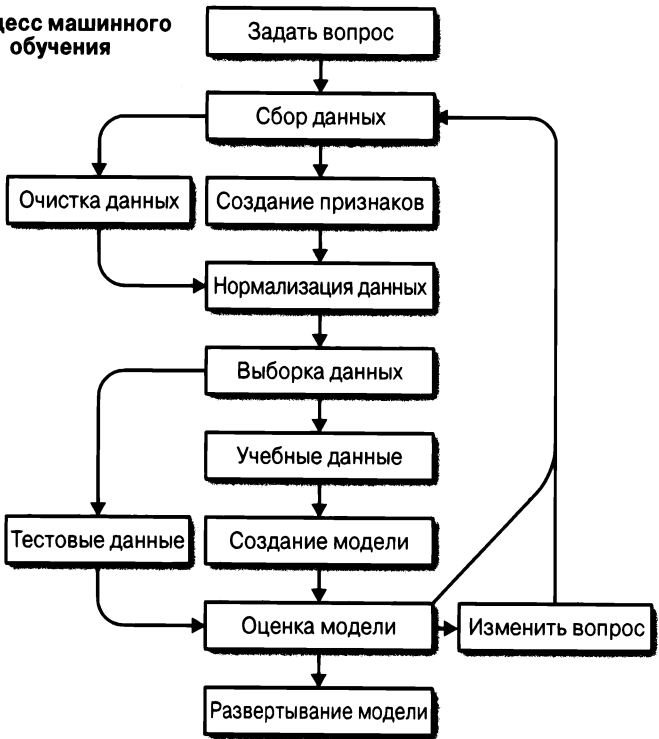 цесс машинного
обучения
Задать вопрос
Сбор данных
Очистка данных
Создание признаков
Нормализация данных
Выборка данных
Учебные данные
Тестовые данные
Создание модели
Оценка модели
Изменить вопрос
Развертывание модели